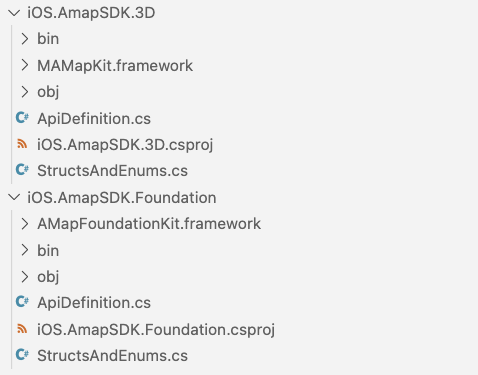 iOS.AmapSDK.3D
bin
MAMapKit.framework
obj
ApiDefinition.cs
iOS.AmapSDK.3D.csproj
StructsAndEnums.cs
iOS.AmapSDK.Foundation
AMapFoundationKit.framework
bin
obj
ApiDefinition.cs
iOS.AmapSDK.Foundation.csproj
StructsAndEnums.cs